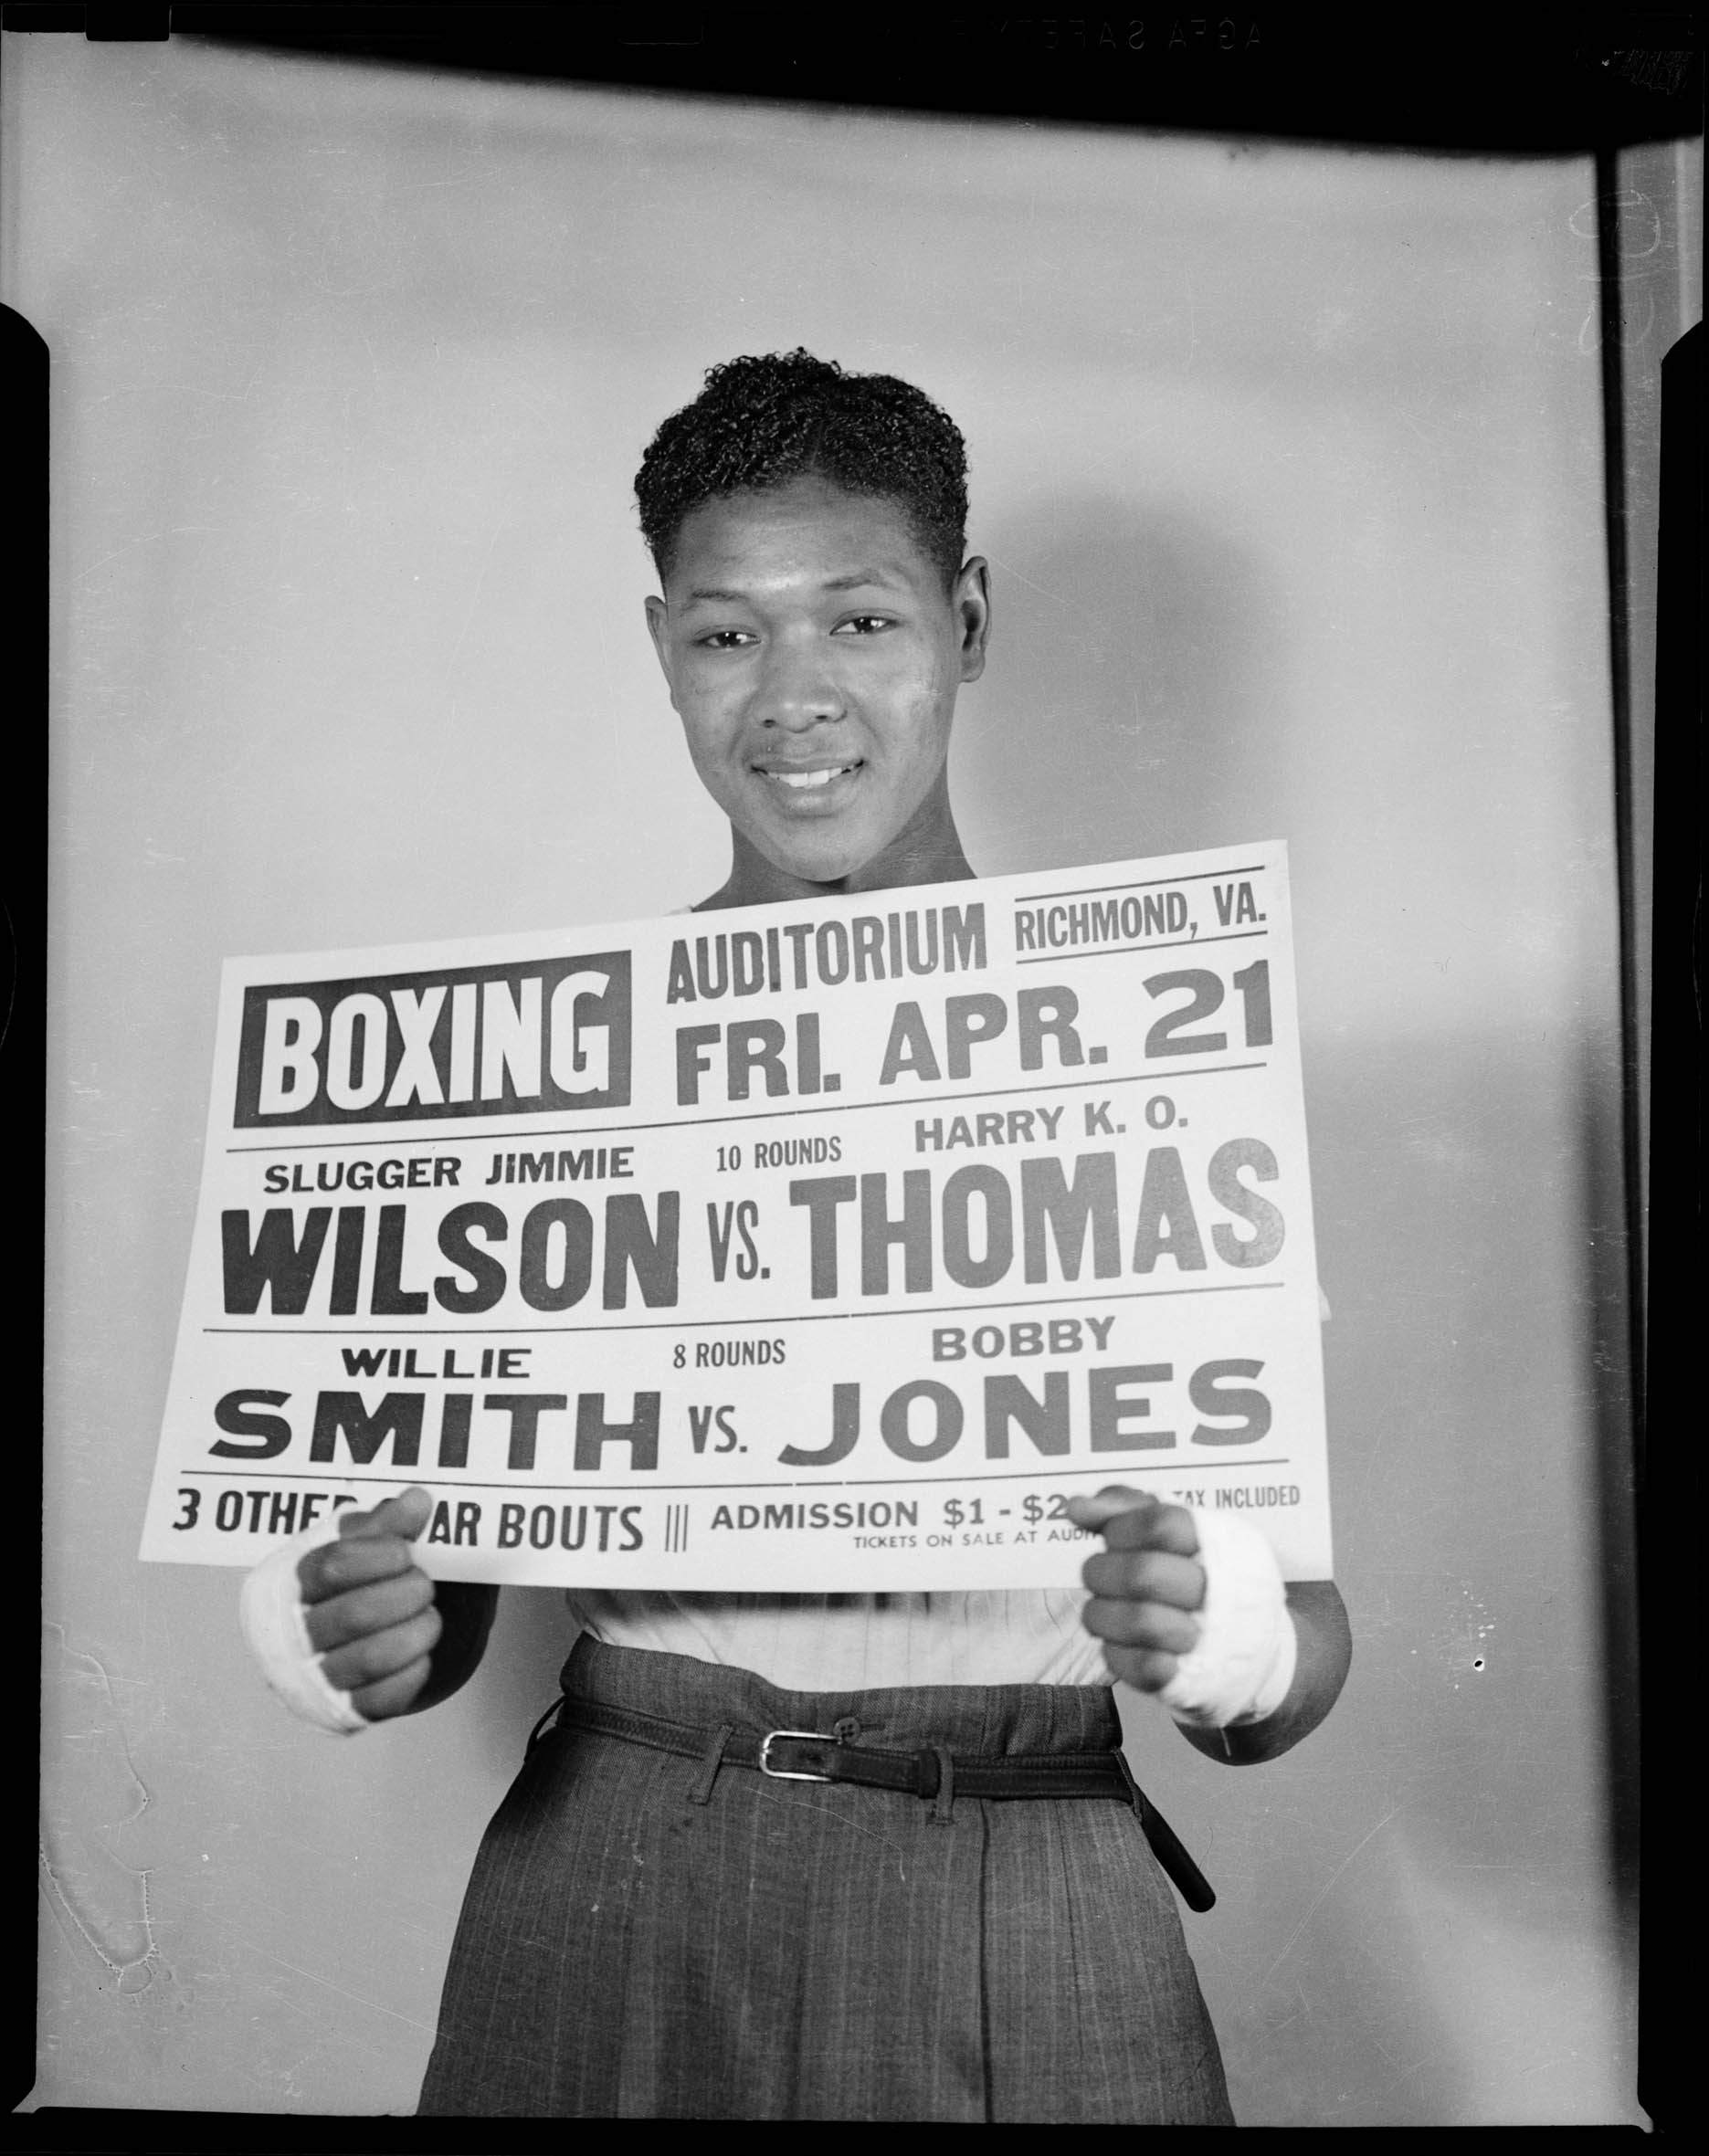 BOXING
AUDITORIUM RICHMOND, VA.
FRI. APR. 21
SLUGGER JIMMIE 10 ROUNDS HARRY K. O.
WILSON VS. THOMAS
WILLIE 8 ROUNDS BOBBY
SMITH VS. JONES
3 OTHER AR BOUTS ||| ADMISSION $1 - $2 TAX INCLUDED
TICKETS ON SALE AT
AGFA SAFETY